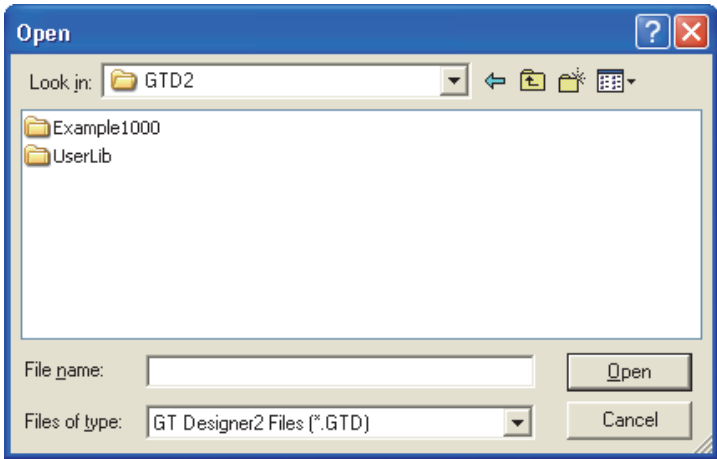 Open
Look in: GTD2
Example1000
UserLib
File name: Open
Files of type: GT Designer2 Files (*.GTD) Cancel